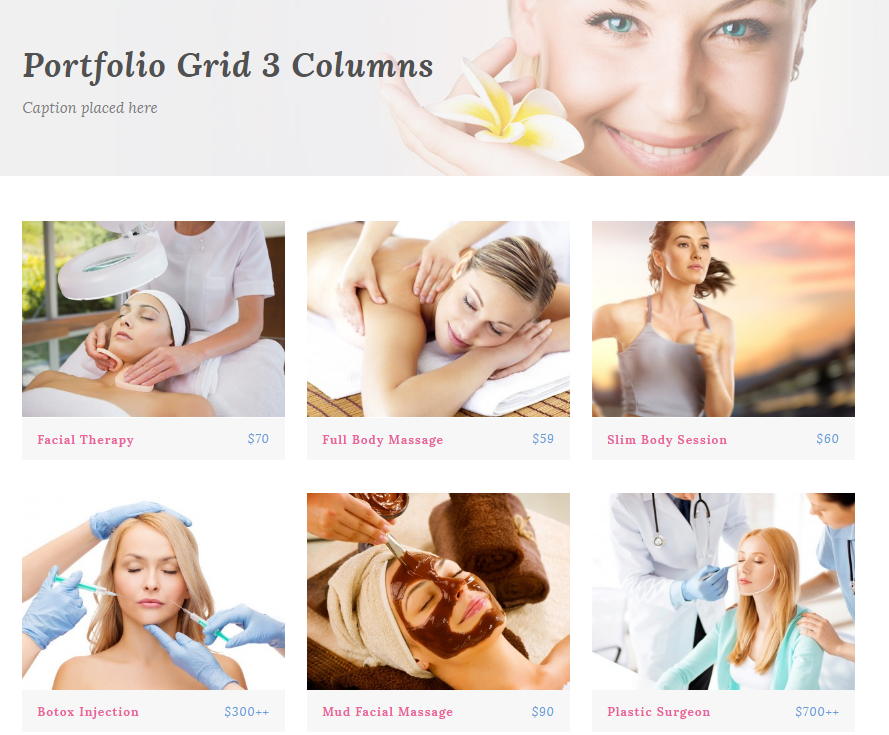 Portfolio Grid 3 Columns
Caption placed here
Facial Therapy $70
Full Body Massage $59
Slim Body Session $60
Botox Injection $300++
Mud Facial Massage $90
Plastic Surgeon $700++